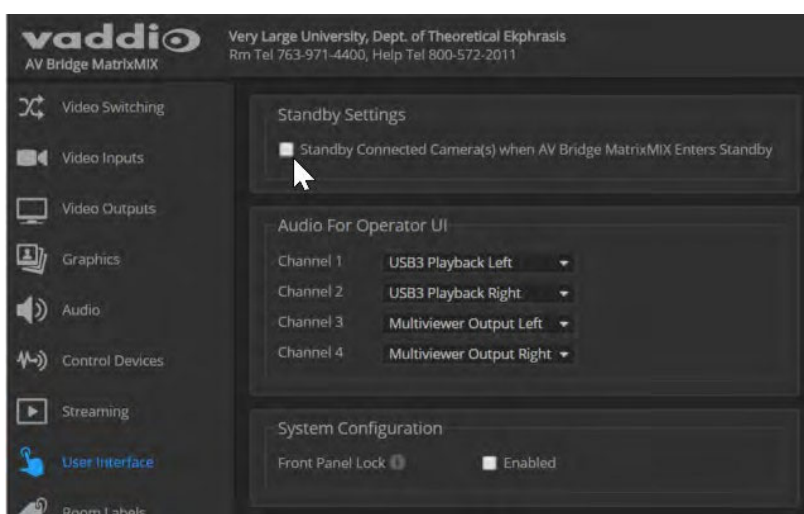 vaddio
AV Bridge MatrixMIX
Very Large University, Dept. of Theoretical Ekphrasis
Rm Tel 763-971-4400, Help Tel 800-572-2011
Video Switching
Video Inputs
Video Outputs
Graphics
Audio
Control Devices
Streaming
User Interface
Room Labels
Standby Settings
Standby Connected Camera(s) when AV Bridge MatrixMIX Enters Standby
Audio For Operator UI
Channel 1 USB3 Playback Left
Channel 2 USB3 Playback Right
Channel 3 Multiviewer Output Left
Channel 4 Multiviewer Output Right
System Configuration
Front Panel Lock Enabled